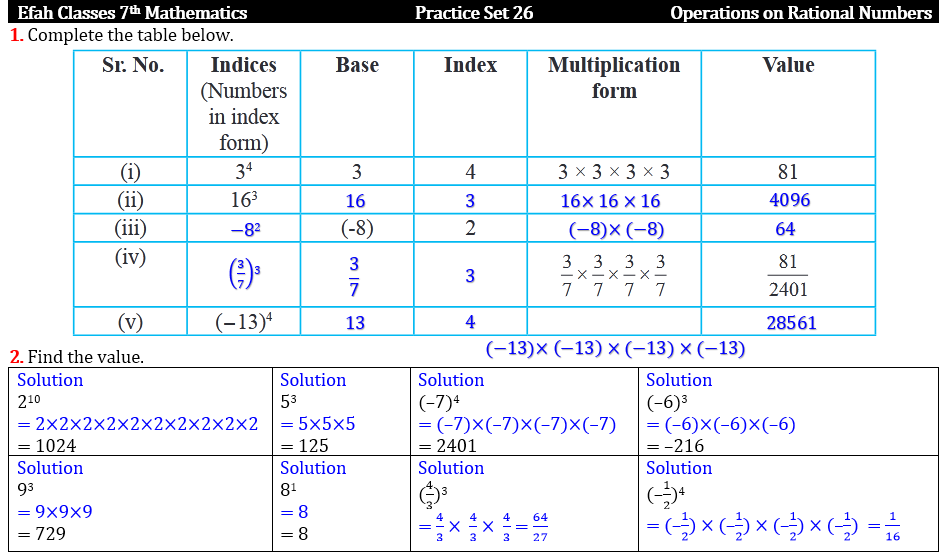 Efah Classes 7th Mathematics Practice Set 26 Operations on Rational Numbers
1. Complete the table below.
Sr. No. Indices (Numbers in index form) Base Index Multiplication form Value
(i) 3⁴ 3 4 3 × 3 × 3 × 3 81
(ii) 16³ 16 3 16× 16 × 16 4096
(iii) −8² (-8) 2 (−8)× (−8) 64
(iv) (3/7)³ 3/7 3 3/7 × 3/7 × 3/7 × 3/7 81/2401
(v) (−13)⁴ 13 4 28561
(−13)× (−13) × (−13) × (−13)
2. Find the value.
Solution
2¹⁰
= 2×2×2×2×2×2×2×2×2×2
= 1024
Solution
5³
= 5×5×5
= 125
Solution
(−7)⁴
= (−7)×(−7)×(−7)×(−7)
= 2401
Solution
(−6)³
= (−6)×(−6)×(−6)
= −216
Solution
9³
= 9×9×9
= 729
Solution
8¹
= 8
= 8
Solution
(4/3)³
= 4/3 × 4/3 × 4/3 = 64/27
Solution
(−1/2)⁴
= (−1/2) × (−1/2) × (−1/2) × (−1/2) = 1/16